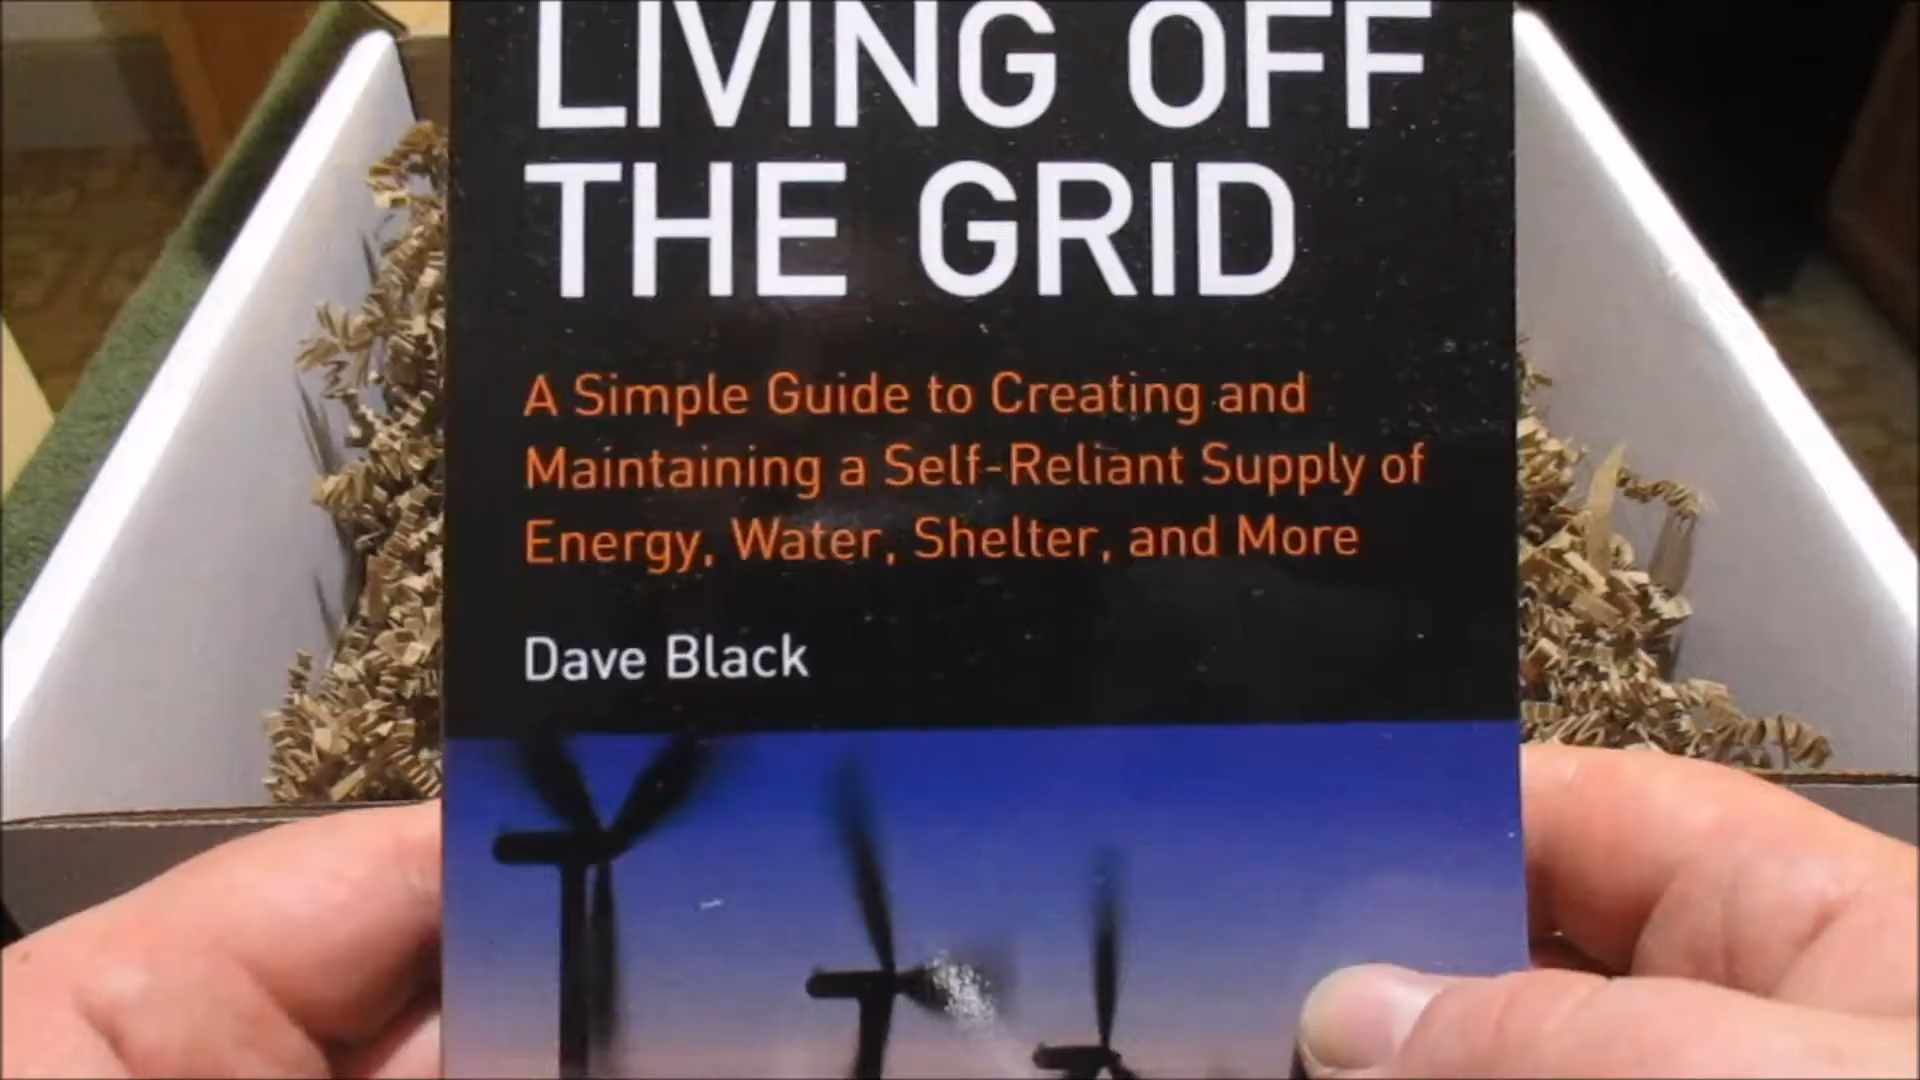 LIVING OFF
THE GRID
A Simple Guide to Creating and
Maintaining a Self-Reliant Supply of
Energy, Water, Shelter, and More
Dave Black